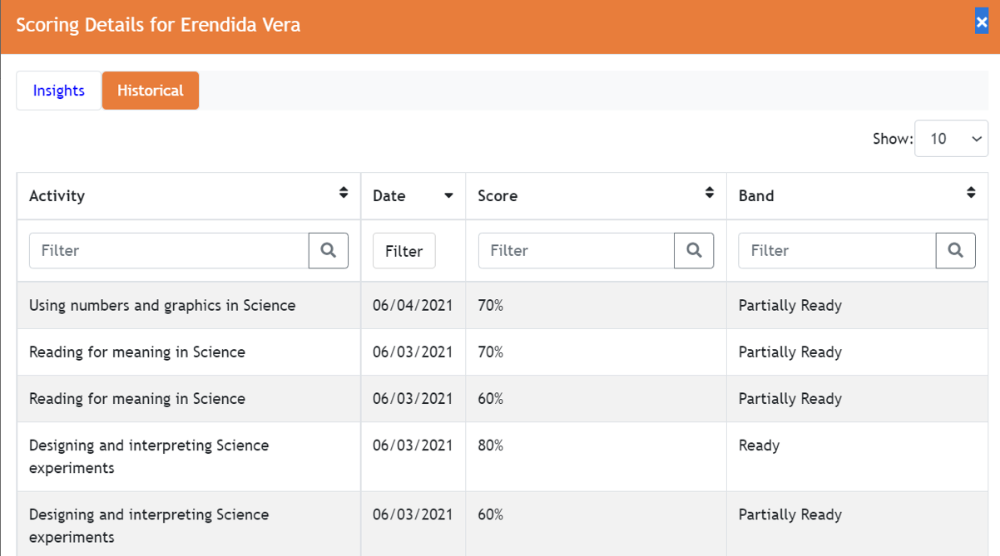 Scoring Details for Erendida Vera
Insights Historical
Show: 10
Activity Date Score Band
Filter Filter Filter Filter
Using numbers and graphics in Science 06/04/2021 70% Partially Ready
Reading for meaning in Science 06/03/2021 70% Partially Ready
Reading for meaning in Science 06/03/2021 60% Partially Ready
Designing and interpreting Science 06/03/2021 80% Ready
experiments
Designing and interpreting Science 06/03/2021 60% Partially Ready
experiments